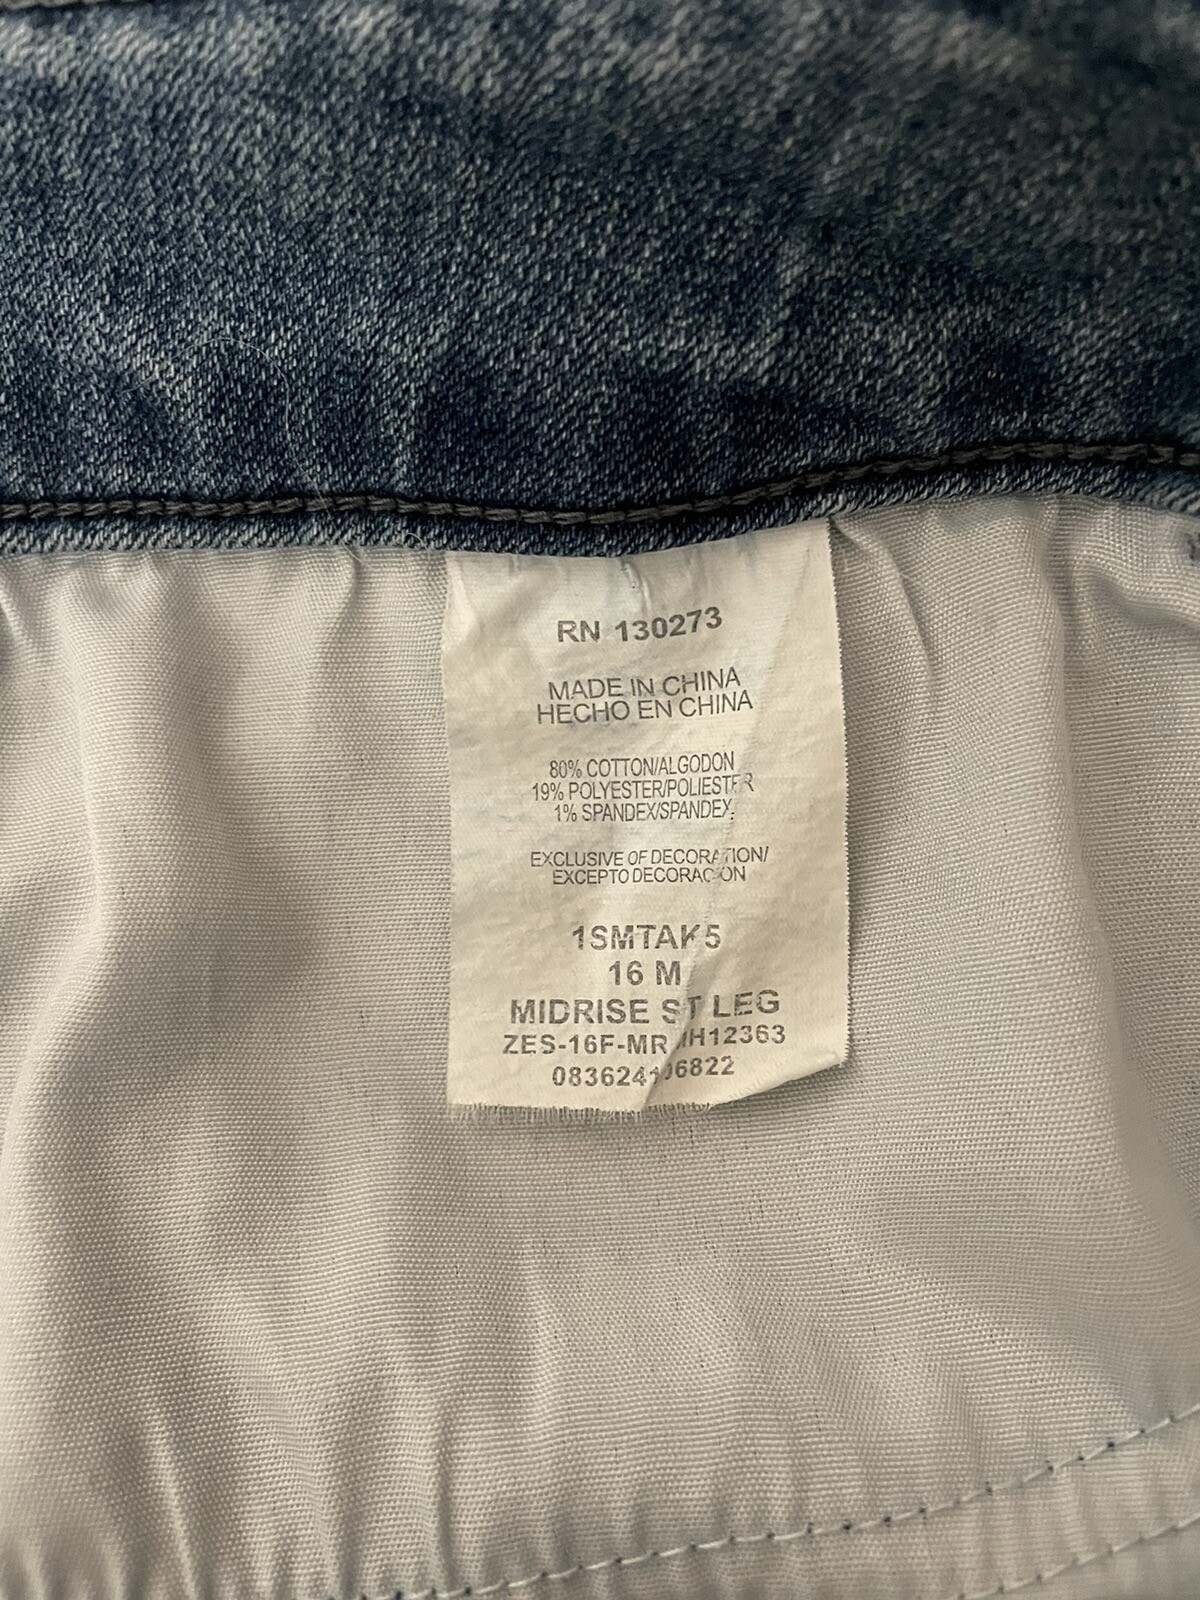 RN 130273
MADE IN CHINA
HECHO EN CHINA
80% COTTON/ALGODON
19% POLYESTER/POLIESTER
1% SPANDEX/SPANDEX.
EXCLUSIVE OF DECORATION/
EXCEPTO DECORACION
1SMTAK5
16 M
MIDRISE ST LEG
ZES-16F-MR